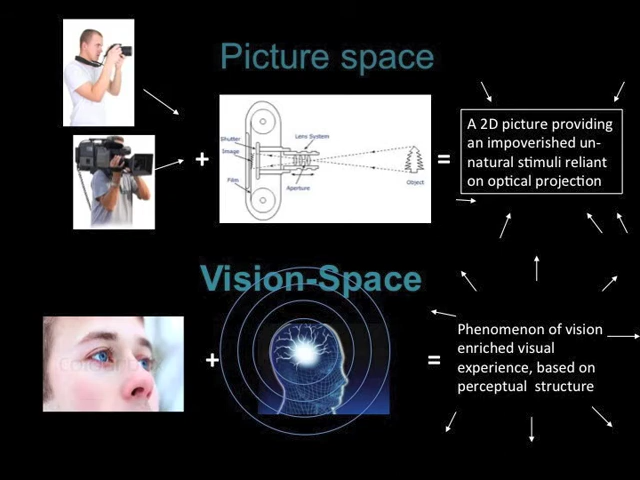 Picture space
Shutter
Lens System
Image
Film
Aperture
Object
+
=
A 2D picture providing
an impoverished un-
natural stimuli reliant
on optical projection
Vision-Space
+
=
Phenomenon of vision
enriched visual
experience, based on
perceptual structure